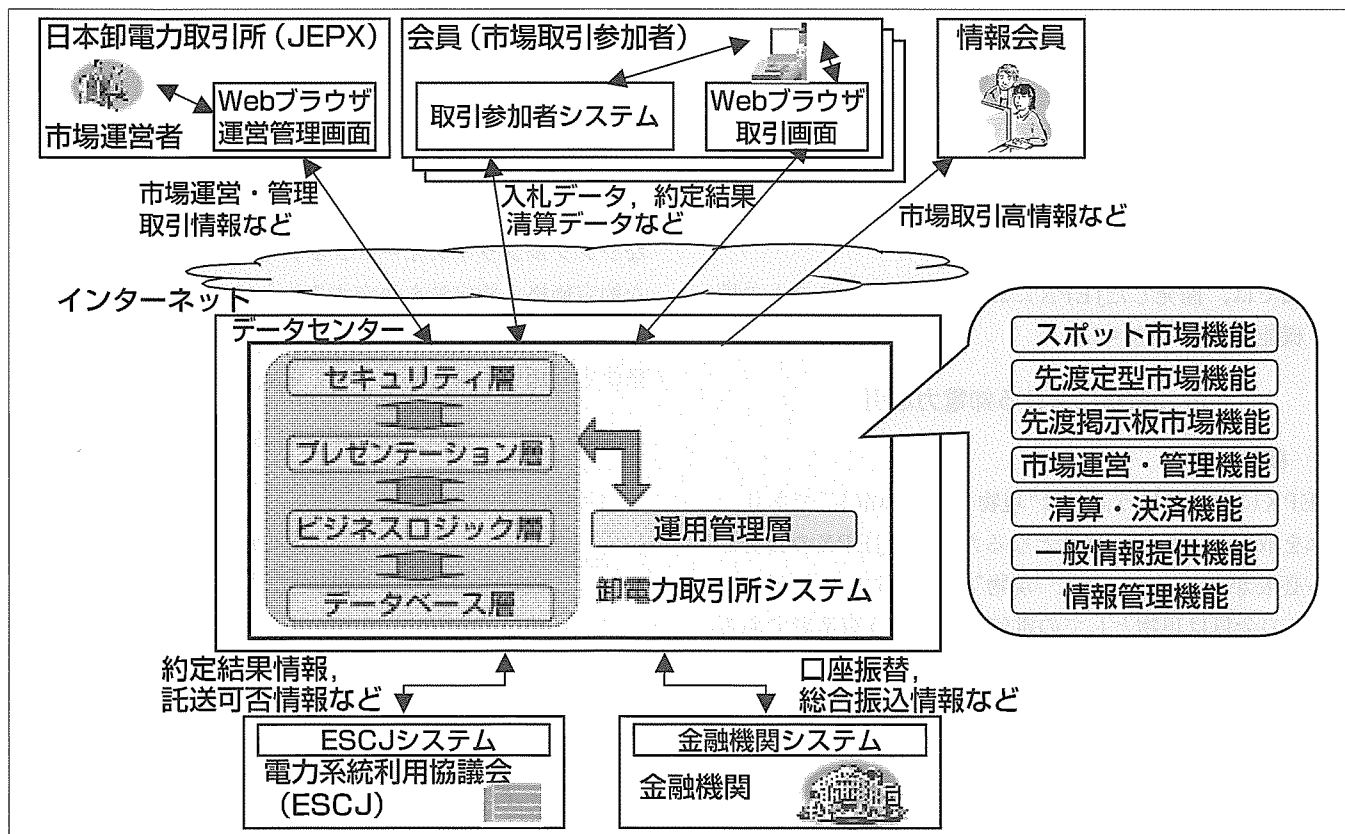 日本卸電力取引所(JEPX)
市場運営者
Webブラウザ
運営管理画面
会員(市場取引参加者)
取引参加者システム
Webブラウザ
取引画面
情報会員
市場運営・管理
取引情報など
入札データ,約定結果
清算データなど
市場取引高情報など
インターネット
データセンター
セキュリティ層
プレゼンテーション層
ビジネスロジック層
データベース層
運用管理層
卸電力取引所システム
スポット市場機能
先渡定型市場機能
先渡掲示板市場機能
市場運営・管理機能
清算・決済機能
一般情報提供機能
情報管理機能
約定結果情報,
託送可否情報など
口座振替,
総合振込情報など
ESCJシステム
電力系統利用協議会
(ESCJ)
金融機関システム
金融機関